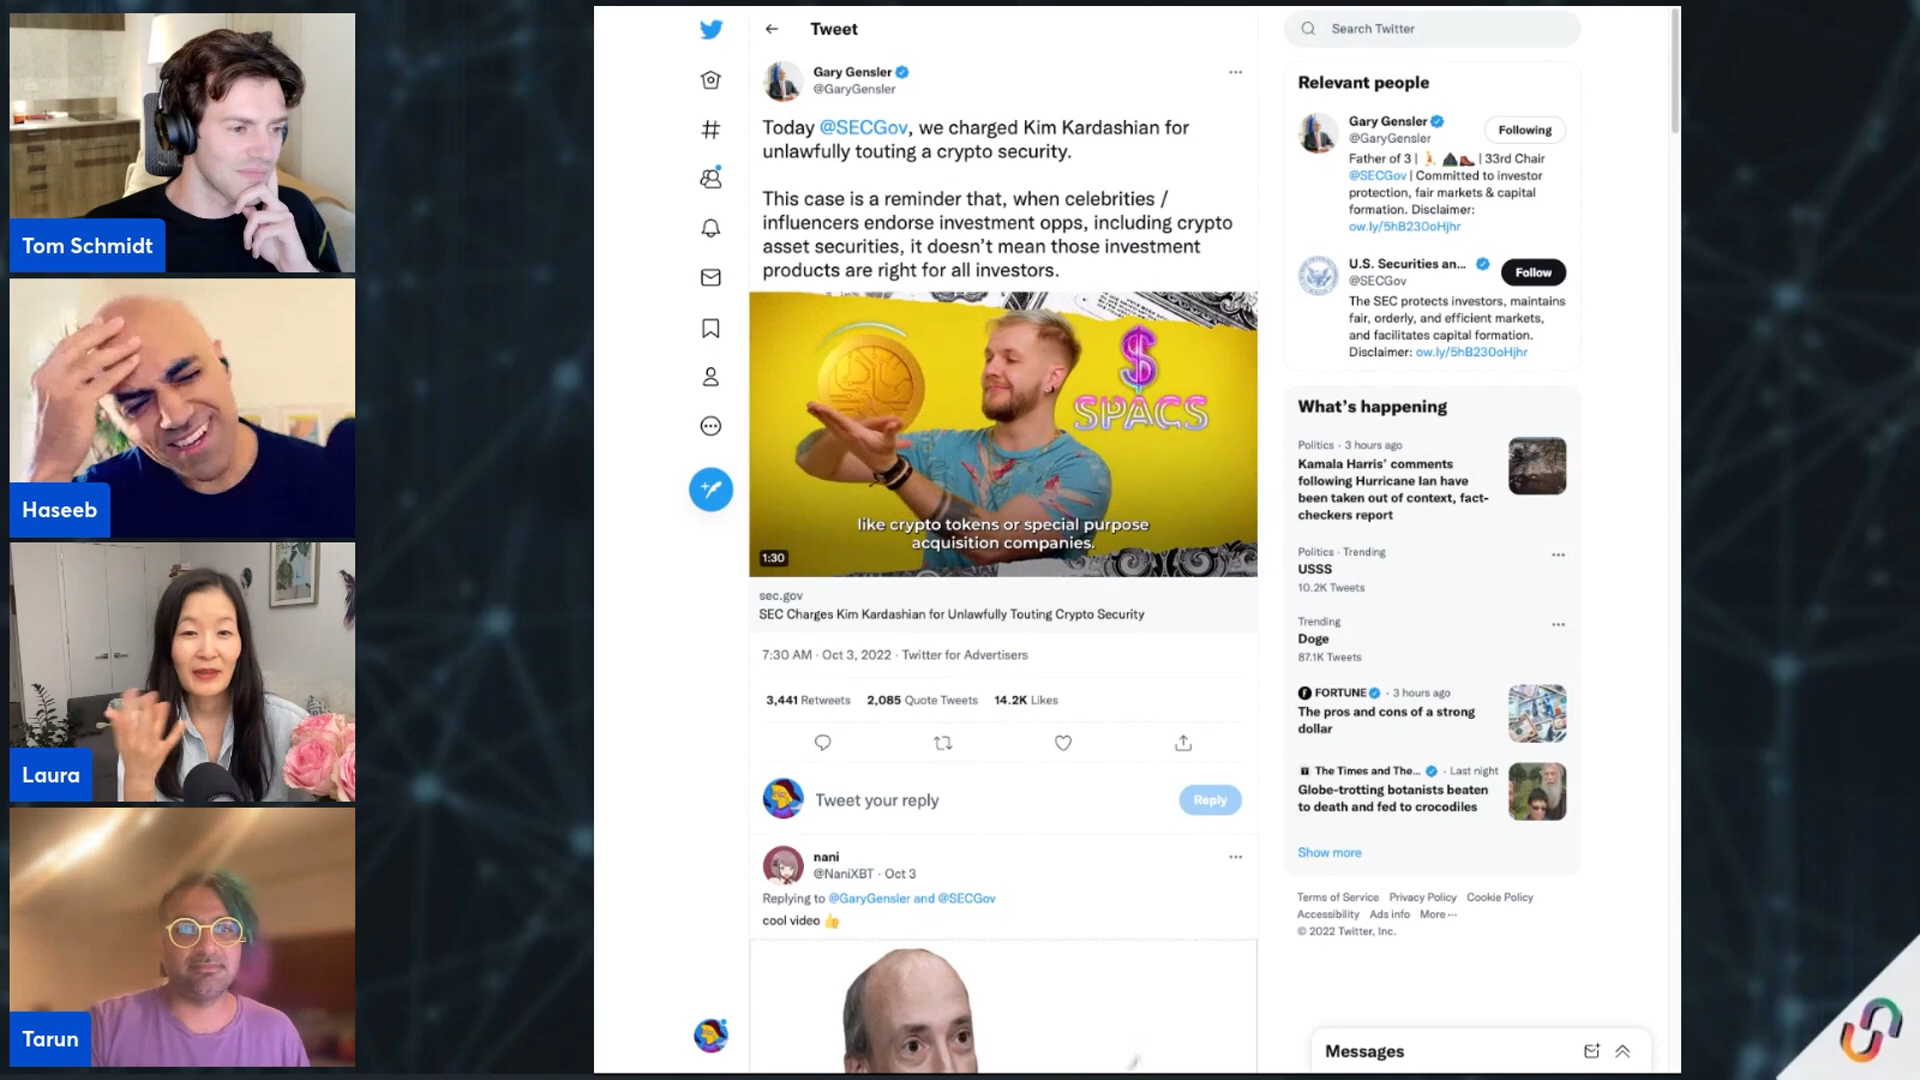 Tom Schmidt
Haseeb
Laura
Tarun
Tweet
Gary Gensler
@GaryGensler
Today @SECGov, we charged Kim Kardashian for
unlawfully touting a crypto security.
This case is a reminder that, when celebrities /
influencers endorse investment opps, including crypto
asset securities, it doesn’t mean those investment
products are right for all investors.
$
SPACS
like crypto tokens or special purpose
acquisition companies.
1:30
sec.gov
SEC Charges Kim Kardashian for Unlawfully Touting Crypto Security
7:30 AM · Oct 3, 2022 · Twitter for Advertisers
3,441 Retweets 2,085 Quote Tweets 14.2K Likes
Tweet your reply
Reply
nani
@NaniXBT · Oct 3
Replying to @GaryGensler and @SECGov
cool video 👍
Search Twitter
Relevant people
Gary Gensler
@GaryGensler
Following
Father of 3 | | 33rd Chair
@SECGov | Committed to investor
protection, fair markets & capital
formation. Disclaimer:
ow.ly/5hB230oHjhr
U.S. Securities an...
@SECGov
Follow
The SEC protects investors, maintains
fair, orderly, and efficient markets,
and facilitates capital formation.
Disclaimer: ow.ly/5hB230oHjhr
What’s happening
Politics · 3 hours ago
Kamala Harris’ comments
following Hurricane Ian have
been taken out of context, fact-
checkers report
Politics · Trending
USSS
10.2K Tweets
Trending
Doge
87.1K Tweets
FORTUNE · 3 hours ago
The pros and cons of a strong
dollar
The Times and The... · Last night
Globe-trotting botanists beaten
to death and fed to crocodiles
Show more
Terms of Service Privacy Policy Cookie Policy
Accessibility Ads info More ···
© 2022 Twitter, Inc.
Messages